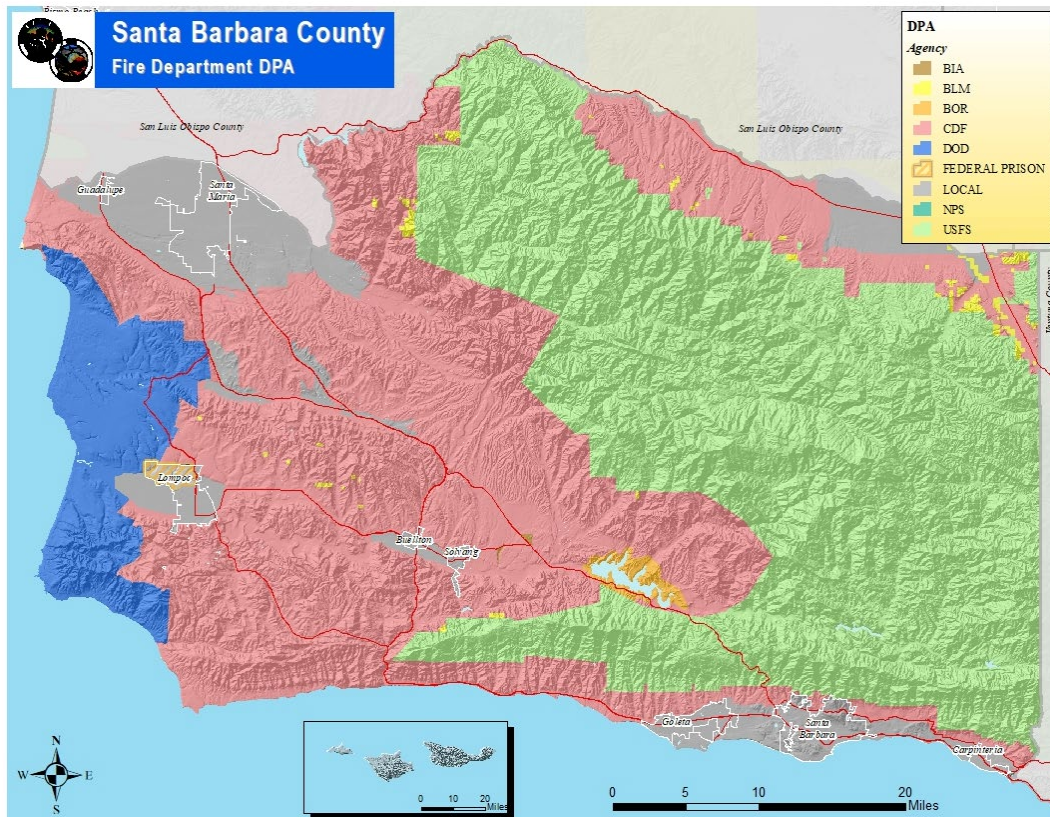 Santa Barbara County
Fire Department DPA
San Luis Obispo County
San Luis Obispo County
DPA
Agency
BIA
BLM
BOR
CDF
DOD
FEDERAL PRISON
LOCAL
NPS
USFS
Guadalupe
Santa
Maria
Lompoc
Buellton
Solvang
Goleta
Santa
Barbara
Carpinteria
N
W
E
S
0
10
20
Miles
0
5
10
20
Miles